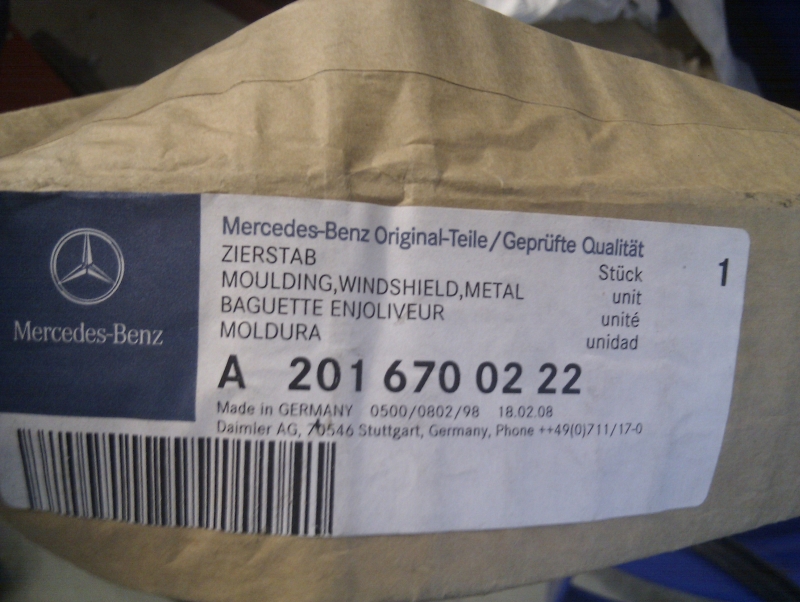 Mercedes-Benz
Mercedes-Benz Original-Teile/Geprüfte Qualität
ZIERSTAB Stück 1
MOULDING,WINDSHIELD,METAL unit
BAGUETTE ENJOLIVEUR unité
MOLDURA unidad
A 201 670 02 22
Made in GERMANY 0500/0802/98 18.02.08
Daimler AG, 70546 Stuttgart, Germany, Phone ++49(0)711/17-0